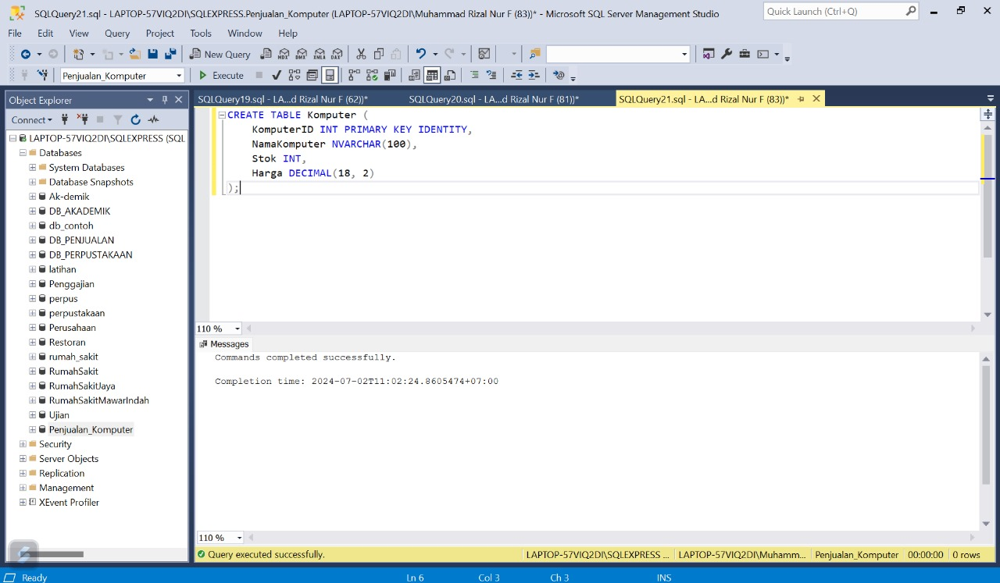 SQLQuery21.sql - LAPTOP-57VIQ2DI\SQLEXPRESS.Penjualan_Komputer (LAPTOP-57VIQ2DI\Muhammad Rizal Nur F (83))* - Microsoft SQL Server Management Studio
Quick Launch (Ctrl+Q)
File Edit View Query Project Tools Window Help
New Query MDX DMX XMLA DAX
Penjualan_Komputer Execute
Object Explorer
Connect
LAPTOP-57VIQ2DI\SQLEXPRESS (SQL
Databases
System Databases
Database Snapshots
Ak-demik
DB_AKADEMIK
db_contoh
DB_PENJUALAN
DB_PERPUSTAKAAN
latihan
Penggajian
perpus
perpustakaan
Perusahaan
Restoran
rumah_sakit
RumahSakit
RumahSakitJaya
RumahSakitMawarIndah
Ujian
Penjualan_Komputer
Security
Server Objects
Replication
Management
XEvent Profiler
SQLQuery19.sql - LA...d Rizal Nur F (62))* SQLQuery20.sql - LA...d Rizal Nur F (81))* SQLQuery21.sql - LA...d Rizal Nur F (83))*
CREATE TABLE Komputer (
KomputerID INT PRIMARY KEY IDENTITY,
NamaKomputer NVARCHAR(100),
Stok INT,
Harga DECIMAL(18, 2)
);
110 %
Messages
Commands completed successfully.
Completion time: 2024-07-02T11:02:24.8605474+07:00
110 %
Query executed successfully. LAPTOP-57VIQ2DI\SQLEXPRESS ... LAPTOP-57VIQ2DI\Muhamm... Penjualan_Komputer 00:00:00 0 rows
Ready Ln 6 Col 3 Ch 3 INS